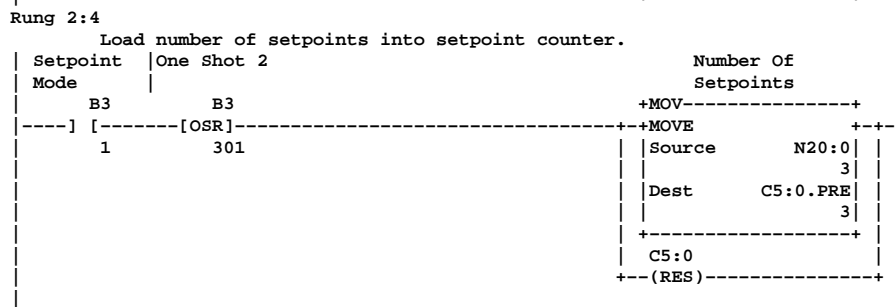 Rung 2:4
Load number of setpoints into setpoint counter.
| Setpoint |One Shot 2 Number Of
| Mode | Setpoints
| B3 B3 +MOV---------------+
|----] [-------[OSR]-----------------------------------+-+MOVE +-+-
| 1 301 | |Source N20:0| |
| | | 3| |
| | |Dest C5:0.PRE| |
| | | 3| |
| | +------------------+ |
| | C5:0 |
| +--(RES)---------------+
|